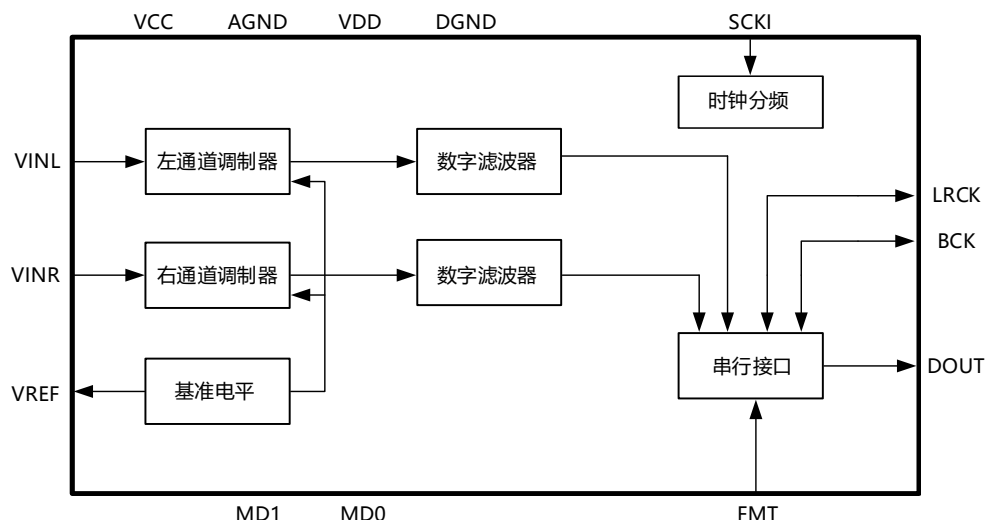 VCC AGND VDD DGND SCKI
时钟分频
VINL 左通道调制器 数字滤波器
LRCK
BCK
VINR 右通道调制器 数字滤波器
VREF 基准电平 串行接口 DOUT
MD1 MD0 FMT